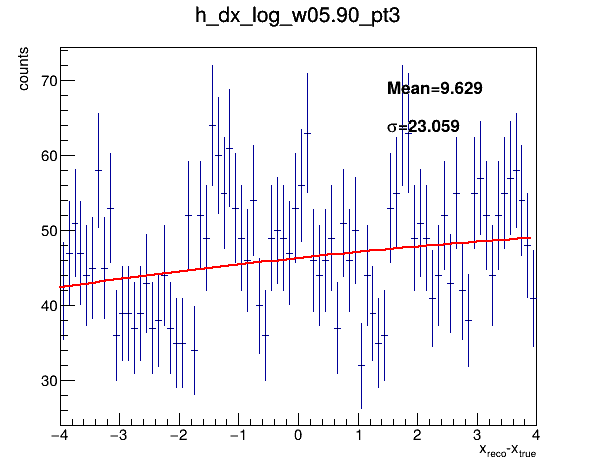 h_dx_log_w05.90_pt3
counts
70
60
50
40
30
Mean=9.629
σ=23.059
−4 −3 −2 −1 0 1 2 3 4
x_reco-x_true